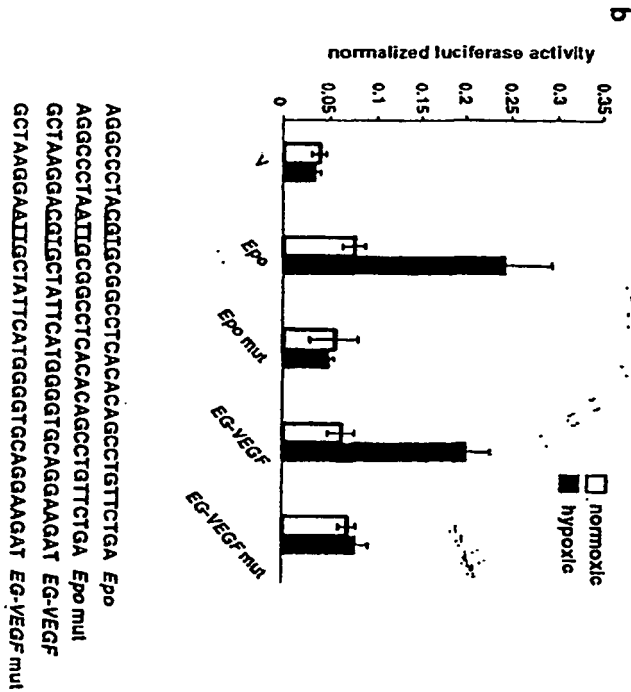 b
normalized luciferase activity
0.35
0.3
0.25
0.2
0.15
0.1
0.05
0
normoxic
hypoxic
V
Epo
Epo mut
EG-VEGF
EG-VEGF mut
AGGCCCTACGTGCGGCCTCACACAGCCTGTTCTGA Epo
AGGCCCTAATTGCGGCCTCACACAGCCTGTTCTGA Epo mut
GCTAAGGACGTGCTATTCATGGGGTGCAGGAAGAT EG-VEGF
GCTAAGGAATTGCTATTCATGGGGTGCAGGAAGAT EG-VEGF mut